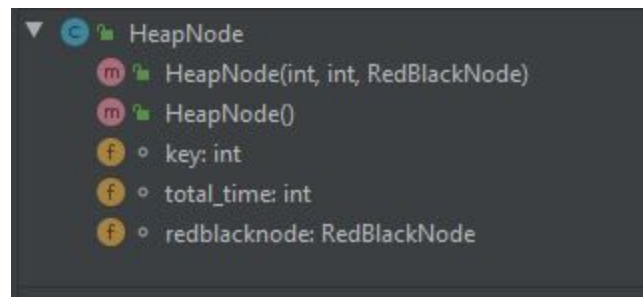 C HeapNode
m HeapNode(int, int, RedBlackNode)
m HeapNode()
f key: int
f total_time: int
f redblacknode: RedBlackNode